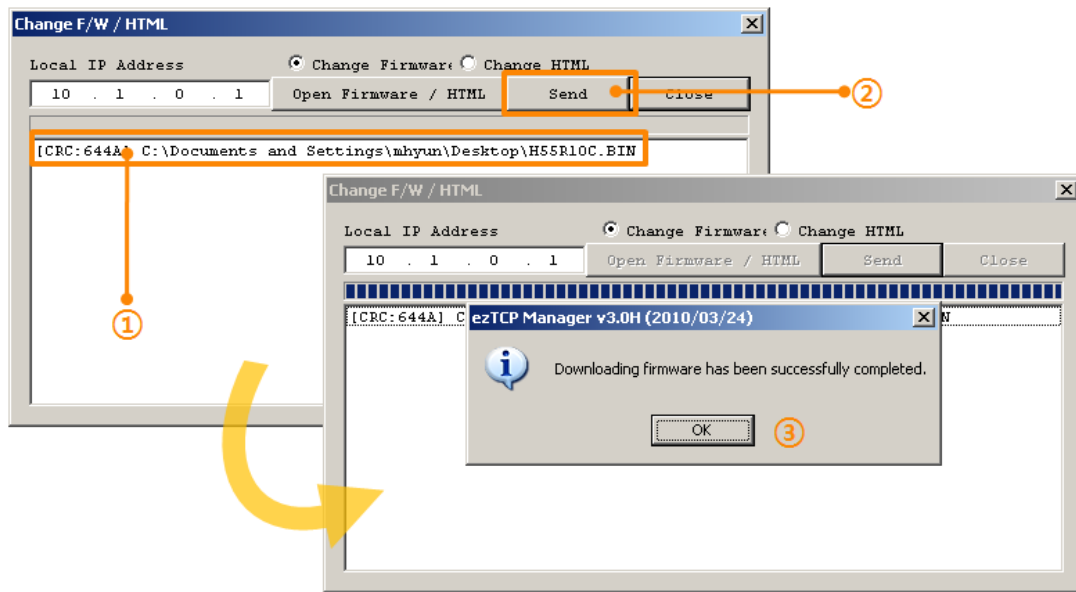 Change F/W / HTML
Local IP Address
Change Firmware Change HTML
10 . 1 . 0 . 1
Open Firmware / HTML
Send
Close
②
[CRC:644A] C:\Documents and Settings\mhyun\Desktop\H55R10C.BIN
①
Change F/W / HTML
Local IP Address
Change Firmware Change HTML
10 . 1 . 0 . 1
Open Firmware / HTML
Send
Close
[CRC:644A] C
N
ezTCP Manager v3.0H (2010/03/24)
Downloading firmware has been successfully completed.
OK
③